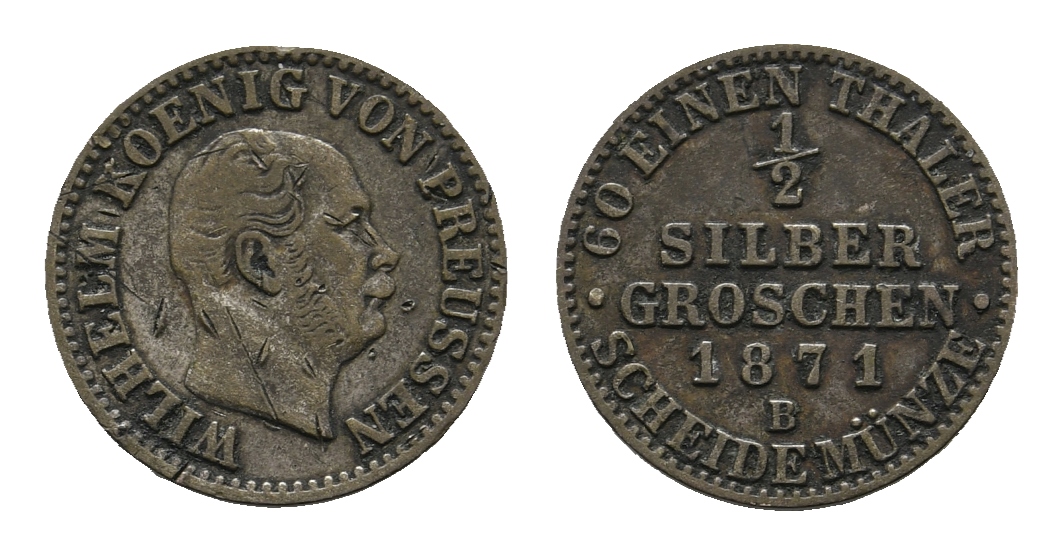 WILHELM KOENIG VON PREUSSEN
60 EINEN THALER
1/2
SILBER
GROSCHEN
1871
B
SCHEIDEMÜNZE